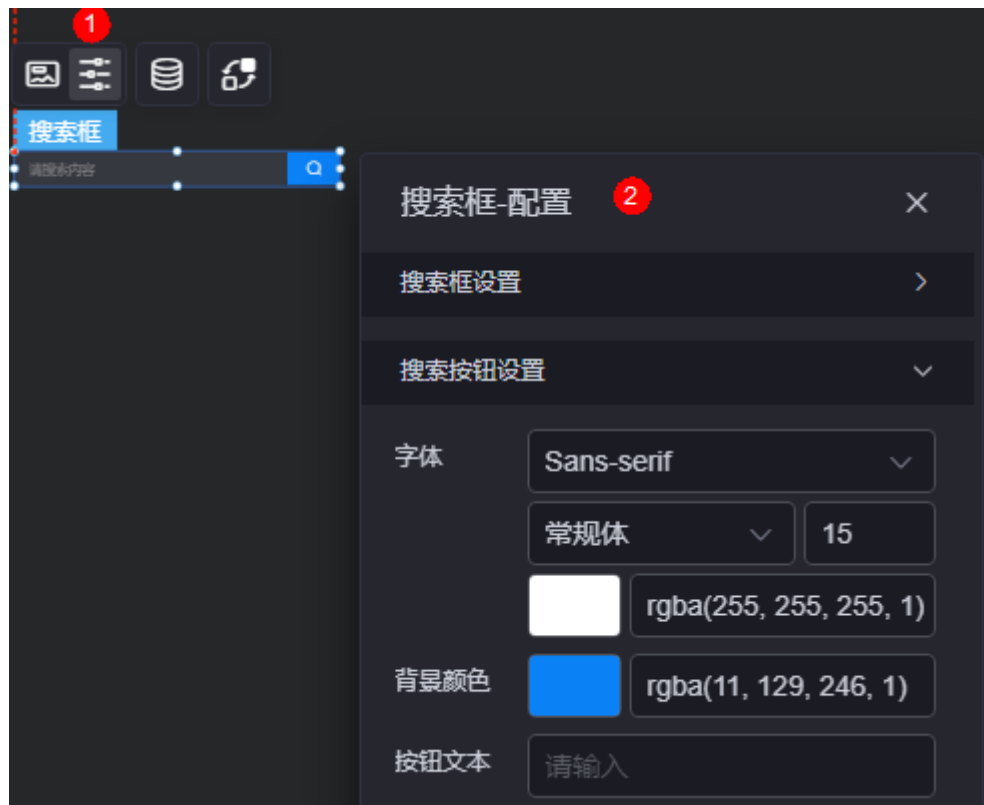 1
搜索框
请搜索内容
搜索框-配置 2
搜索框设置
搜索按钮设置
字体 Sans-serif
常规体 15
rgba(255, 255, 255, 1)
背景颜色 rgba(11, 129, 246, 1)
按钮文本 请输入